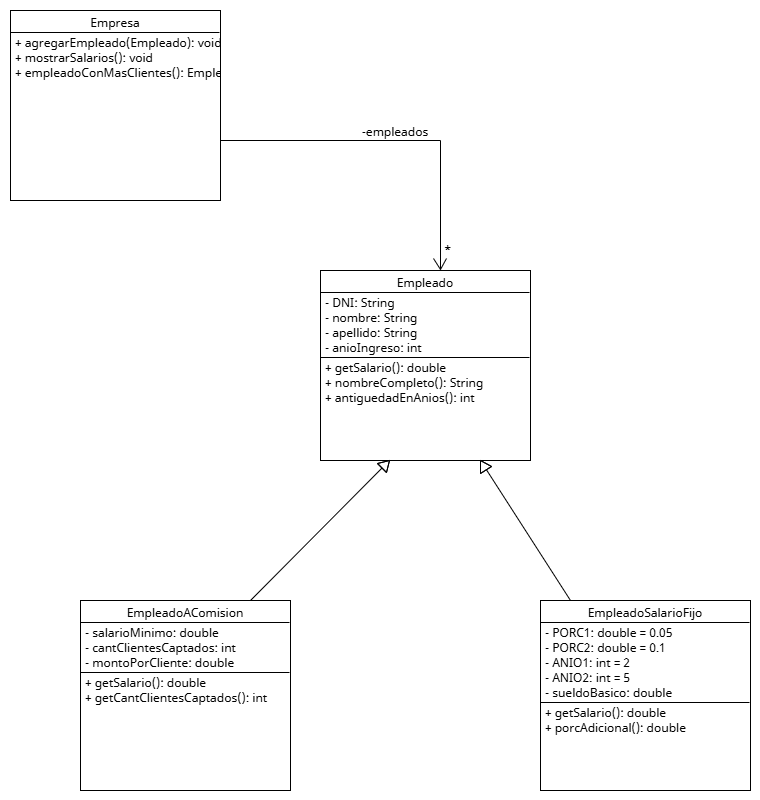 Empresa
+ agregarEmpleado(Empleado): void
+ mostrarSalarios(): void
+ empleadoConMasClientes(): Emple
-empleados
*
Empleado
- DNI: String
- nombre: String
- apellido: String
- anioIngreso: int
+ getSalario(): double
+ nombreCompleto(): String
+ antiguedadEnAnios(): int
EmpleadoAComision
- salarioMinimo: double
- cantClientesCaptados: int
- montoPorCliente: double
+ getSalario(): double
+ getCantClientesCaptados(): int
EmpleadoSalarioFijo
- PORC1: double = 0.05
- PORC2: double = 0.1
- ANIO1: int = 2
- ANIO2: int = 5
- sueldoBasico: double
+ getSalario(): double
+ porcAdicional(): double